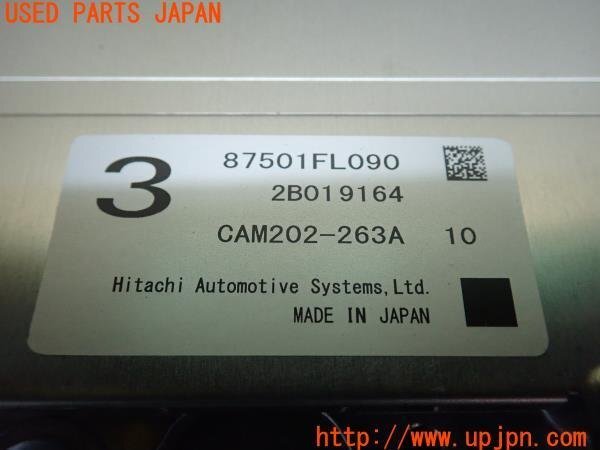 USED PARTS JAPAN
3
87501FL090
2B019164
CAM202-263A 10
Hitachi Automotive Systems,Ltd.
MADE IN JAPAN
http://www.upjpn.com